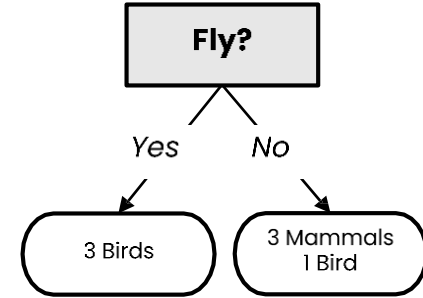 Fly?
Yes
No
3 Birds
3 Mammals
1 Bird